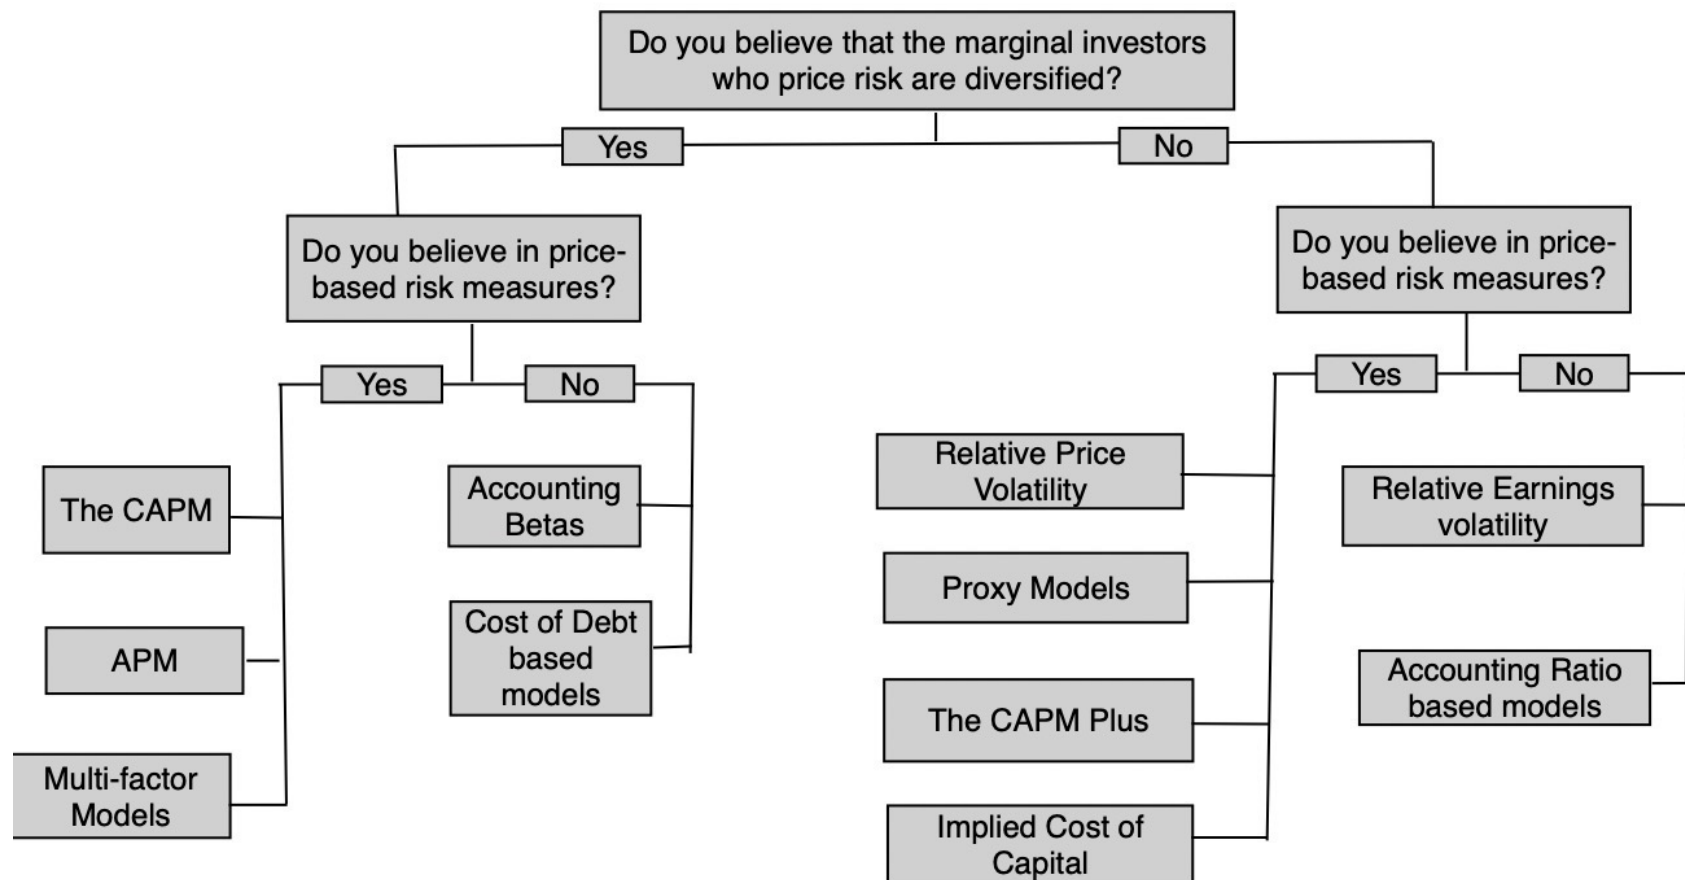 Do you believe that the marginal investors
who price risk are diversified?
Yes
No
Do you believe in price-
based risk measures?
Do you believe in price-
based risk measures?
Yes
No
Yes
No
The CAPM
Accounting
Betas
Relative Price
Volatility
Relative Earnings
volatility
Proxy Models
APM
Cost of Debt
based
models
The CAPM Plus
Accounting Ratio
based models
Multi-factor
Models
Implied Cost of
Capital